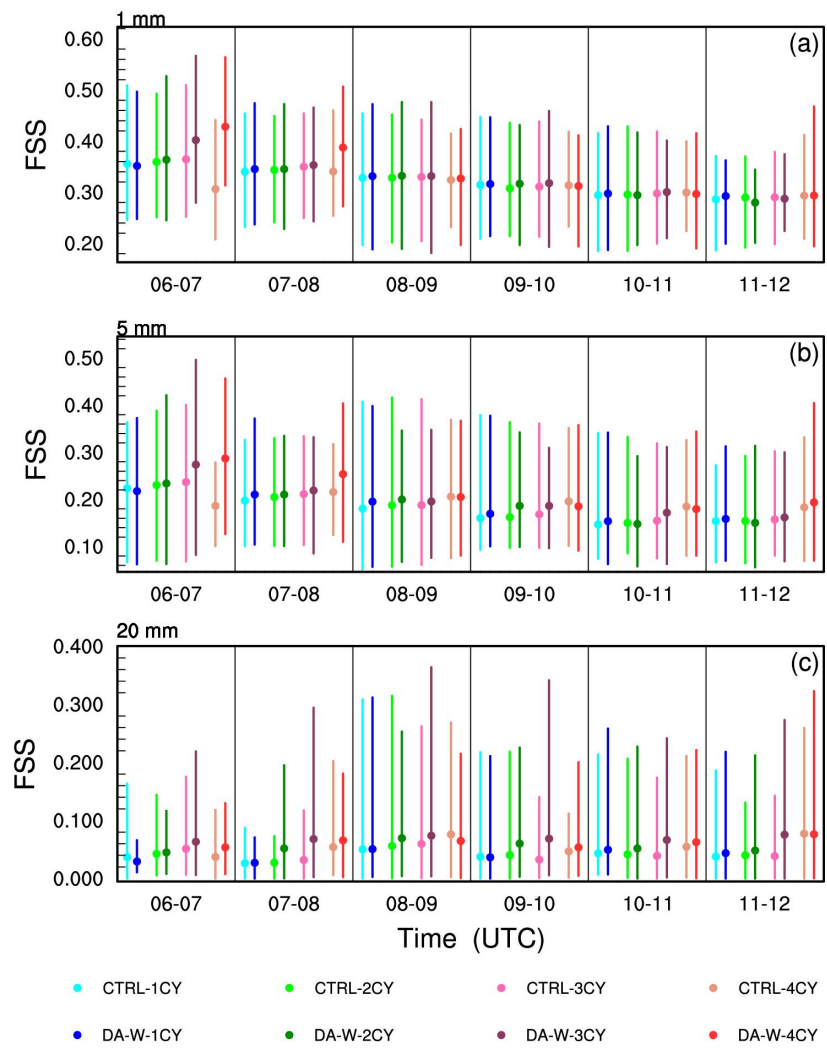 1 mm
(a)
0.60
0.50
0.40
0.30
0.20
FSS
06-07 07-08 08-09 09-10 10-11 11-12
5 mm
(b)
0.50
0.40
0.30
0.20
0.10
FSS
06-07 07-08 08-09 09-10 10-11 11-12
20 mm
(c)
0.400
0.300
0.200
0.100
0.000
FSS
06-07 07-08 08-09 09-10 10-11 11-12
Time (UTC)
CTRL-1CY CTRL-2CY CTRL-3CY CTRL-4CY
DA-W-1CY DA-W-2CY DA-W-3CY DA-W-4CY